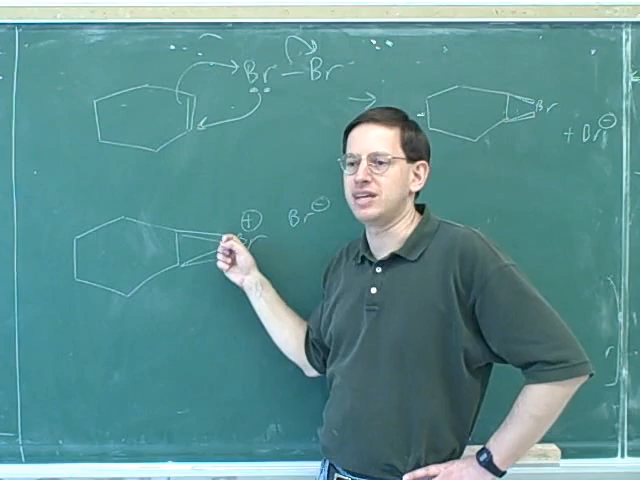 Br — Br
Br
+ Br⊖
⊕
Br
Br⊖